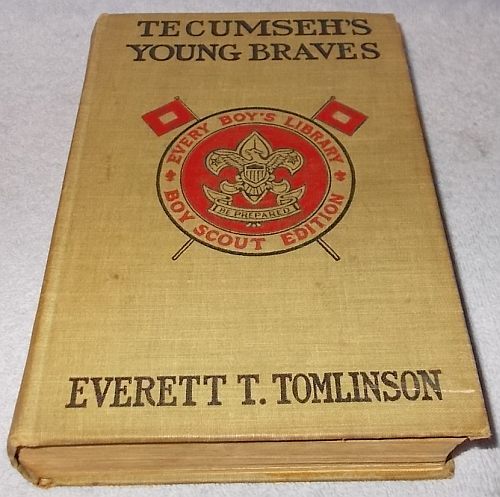 TECUMSEH'S
YOUNG BRAVES
EVERY BOY'S LIBRARY
BE PREPARED
BOY SCOUT EDITION
EVERETT T. TOMLINSON